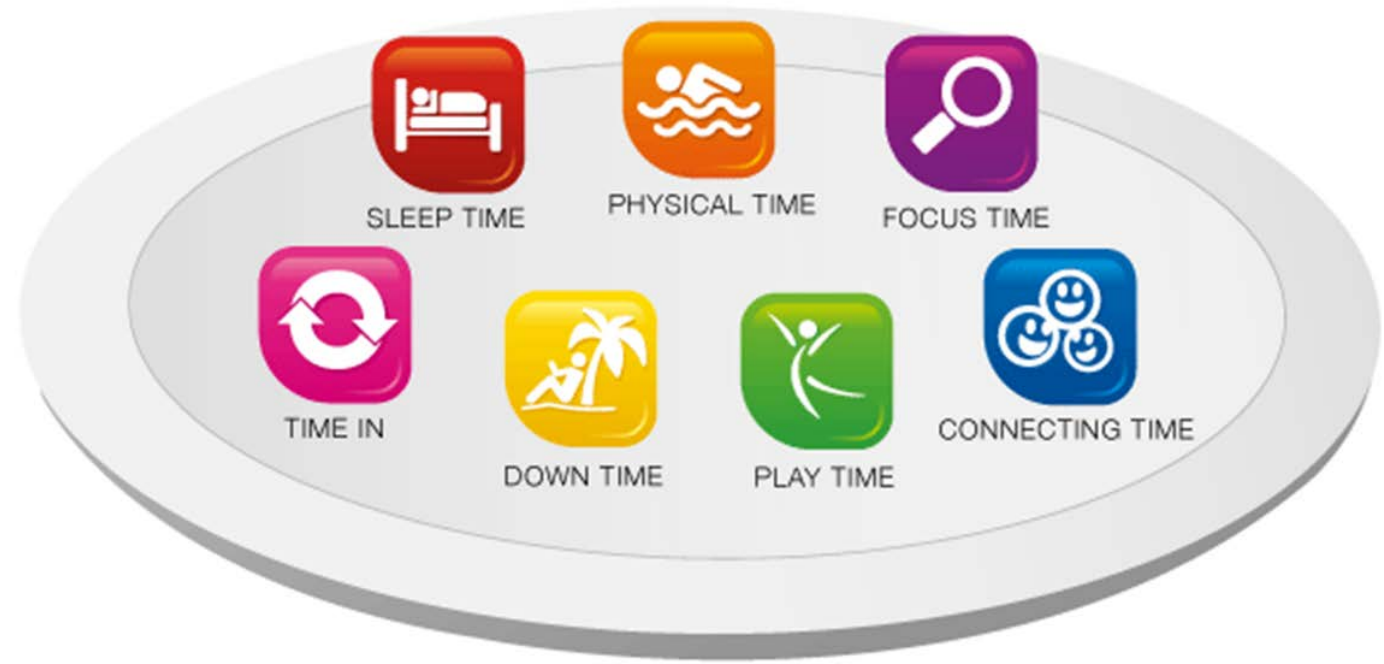 SLEEP TIME
PHYSICAL TIME
FOCUS TIME
TIME IN
DOWN TIME
PLAY TIME
CONNECTING TIME